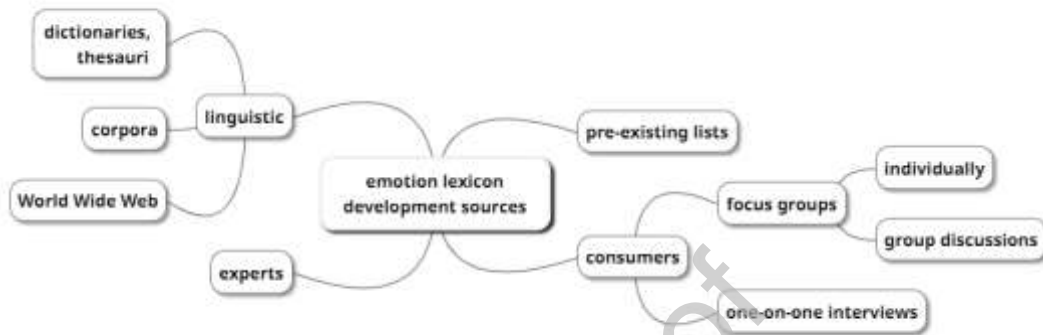 dictionaries,
thesauri
linguistic
corpora
pre-existing lists
individually
emotion lexicon
development sources
World Wide Web
focus groups
group discussions
experts
consumers
one-on-one interviews